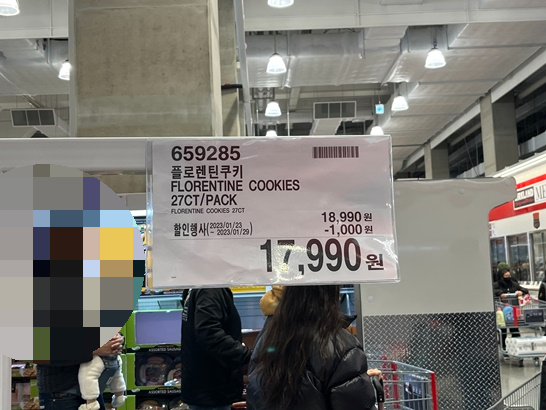 659285
플로렌틴쿠키
FLORENTINE COOKIES
27CT/PACK
FLORENTINE COOKIES 27CT
18,990 원
할인행사 (2023/01/23 ~ 2023/01/29) -1,000 원
17,990 원